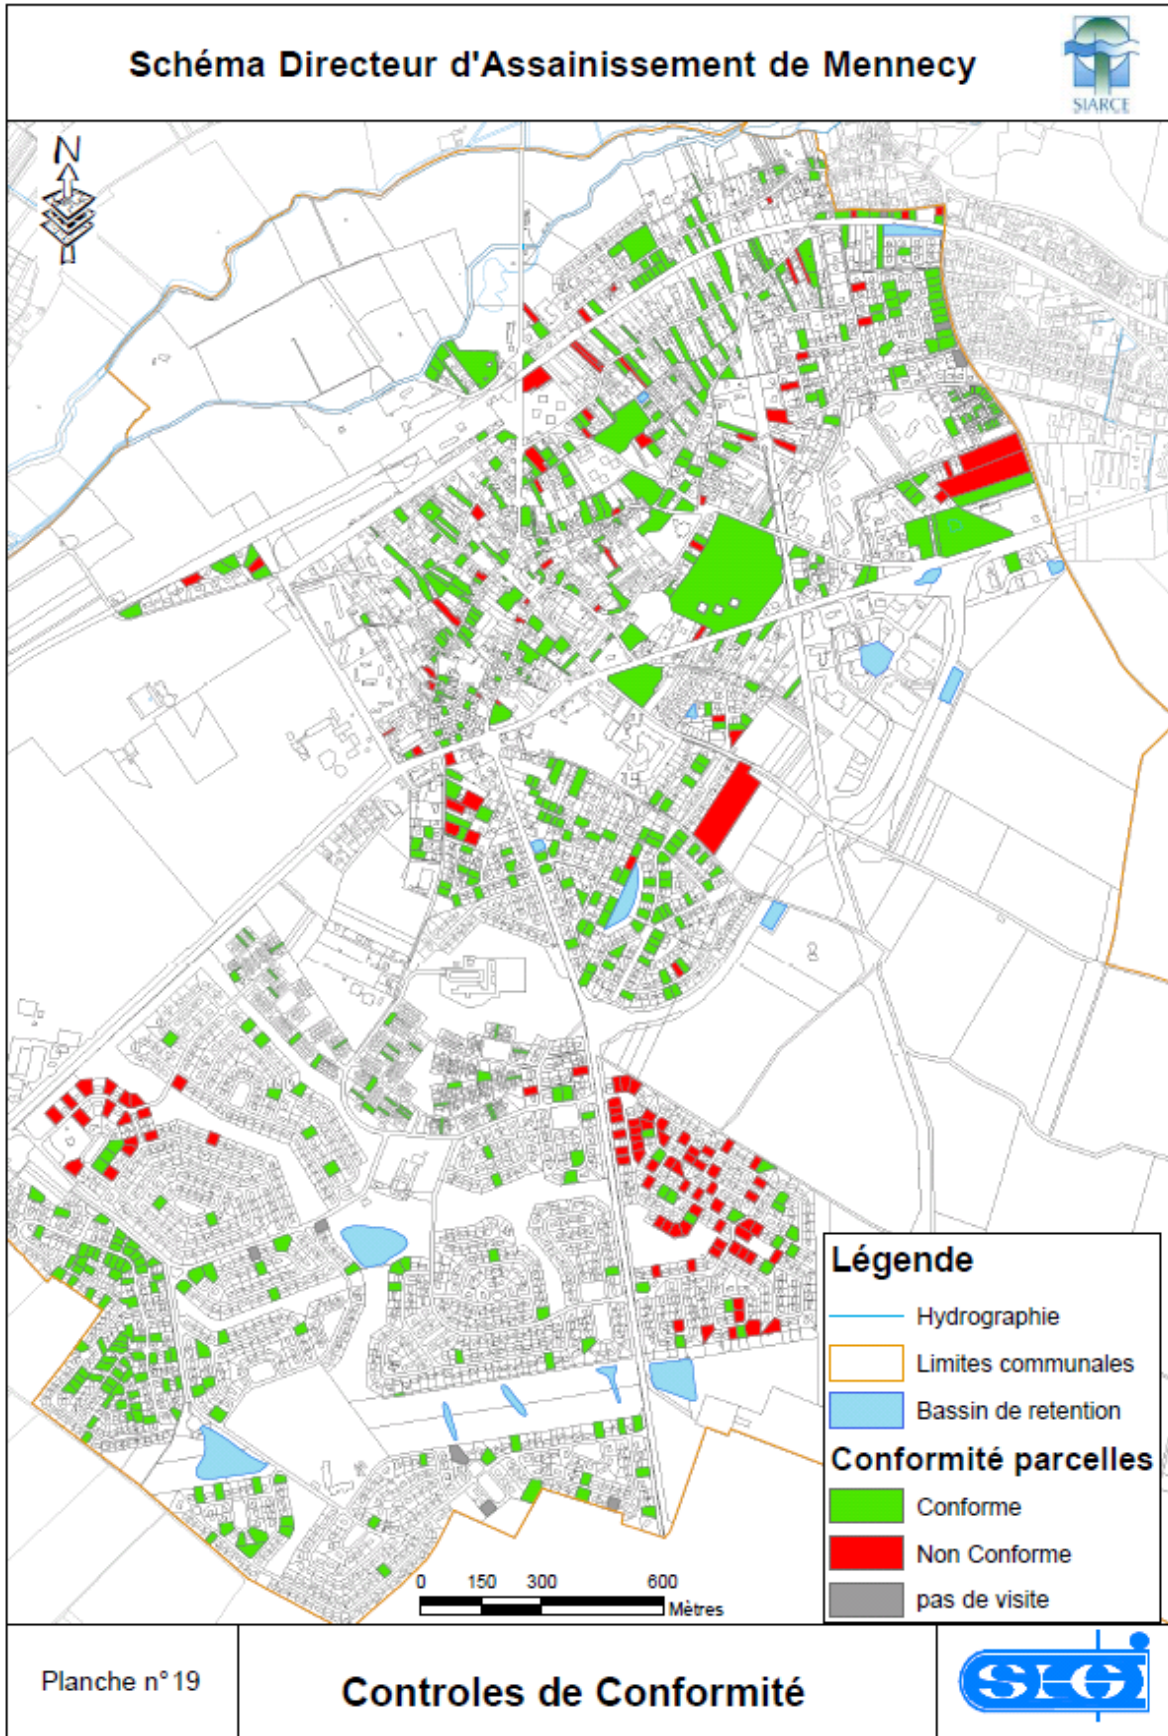 Schéma Directeur d'Assainissement de Mennecy
SIARCE
N
Légende
Hydrographie
Limites communales
Bassin de retention
Conformité parcelles
Conforme
Non Conforme
pas de visite
0 150 300 600
Mètres
Planche n°19
Controles de Conformité